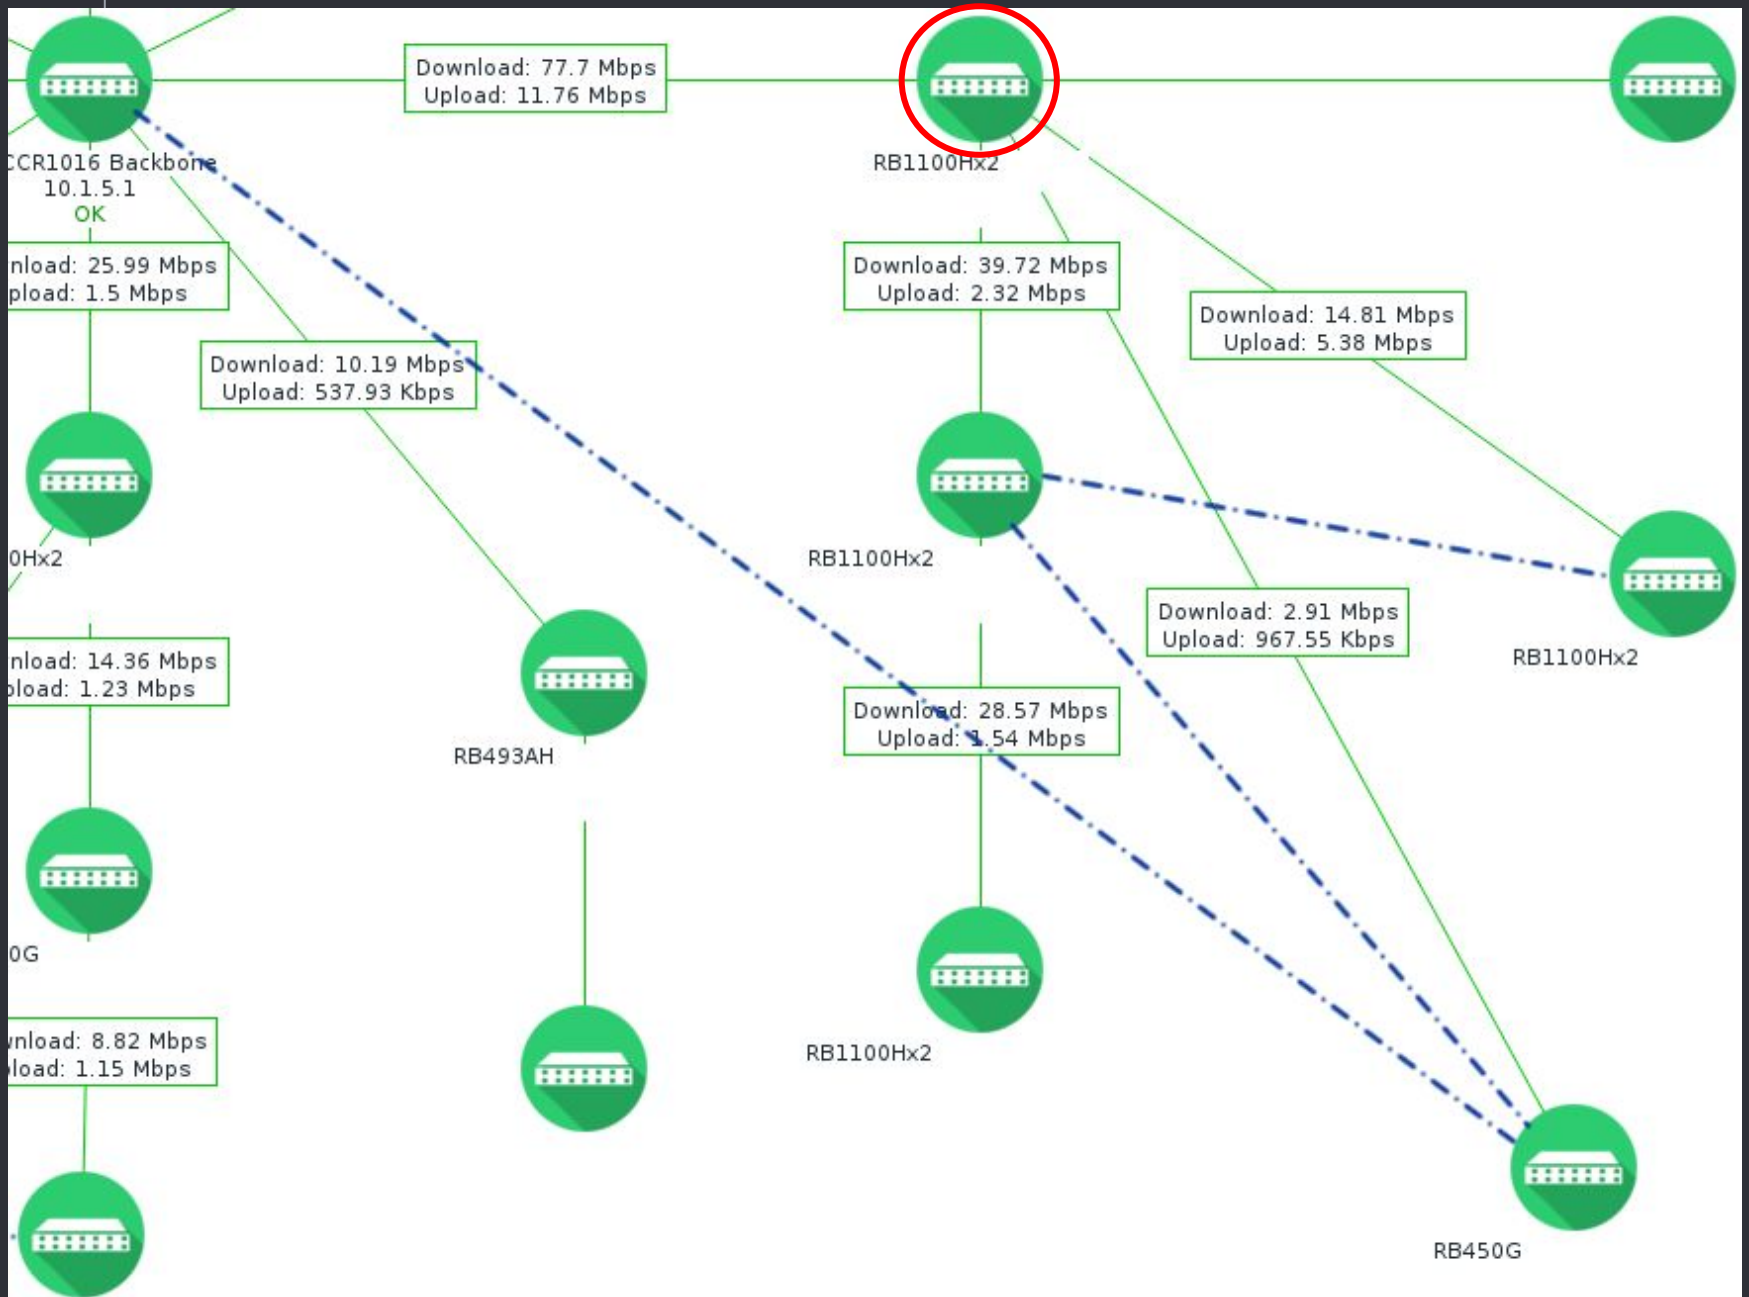 Download: 77.7 Mbps
Upload: 11.76 Mbps
CCR1016 Backbone
10.1.5.1
OK
RB1100Hx2
nload: 25.99 Mbps
pload: 1.5 Mbps
Download: 39.72 Mbps
Upload: 2.32 Mbps
Download: 14.81 Mbps
Upload: 5.38 Mbps
Download: 10.19 Mbps
Upload: 537.93 Kbps
0Hx2
RB1100Hx2
Download: 2.91 Mbps
Upload: 967.55 Kbps
RB1100Hx2
nload: 14.36 Mbps
pload: 1.23 Mbps
RB493AH
Download: 28.57 Mbps
Upload: 1.54 Mbps
0G
wnload: 8.82 Mbps
pload: 1.15 Mbps
RB1100Hx2
RB450G